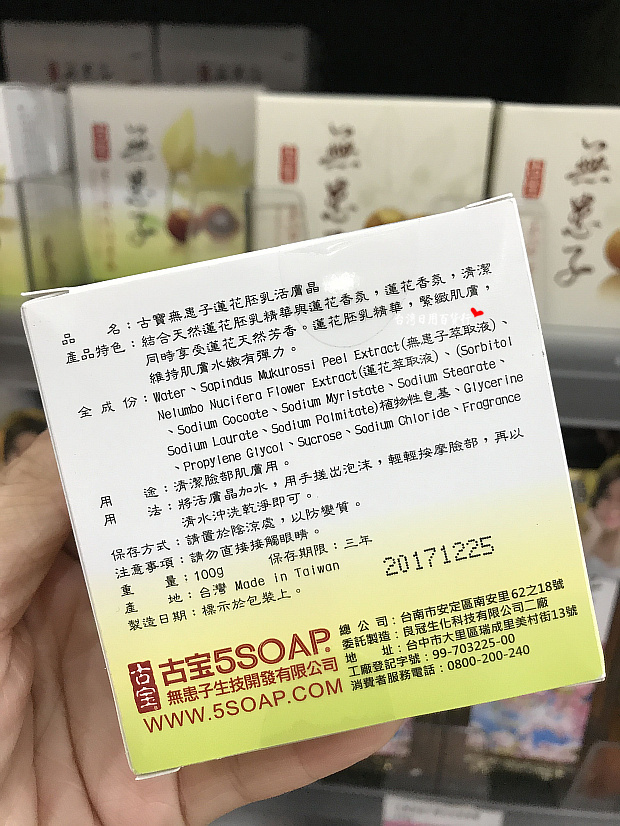 古寶
無患子
古寶
無患子
無患子
品　　名：古寶無患子蓮花胚乳活膚晶
產品特色：結合天然蓮花胚乳精華與蓮花香氛，清潔
同時享受蓮花天然芳香。蓮花胚乳精華，緊緻肌膚，
維持肌膚水嫩有彈力。
全 成 份：Water、Sapindus Mukurossi Peel Extract(無患子萃取液)、
Nelumbo Nucifera Flower Extract(蓮花萃取液)、(Sorbitol
、Sodium Cocoate、Sodium Myristate、Sodium Stearate、
Sodium Laurate、Sodium Palmitate)植物性皂基、Glycerine
、Propylene Glycol、Sucrose、Sodium Chloride、Fragrance
用　　途：清潔臉部肌膚用。
用　　法：將活膚晶加水，用手搓出泡沫，輕輕按摩臉部，再以
清水沖洗乾淨即可。
保存方式：請置於陰涼處，以防變質。
注意事項：請勿直接接觸眼睛。
重　　量：100g　　保存期限：三年
產　　地：台灣 Made in Taiwan
製造日期：標示於包裝上。
20171225
古宝
古宝5SOAP®
無患子生技開發有限公司
WWW.5SOAP.COM
總 公 司：台南市安定區南安里62之18號
委託製造：良冠生化科技有限公司二廠
地　　址：台中市大里區瑞成里美村街13號
工廠登記字號：99-703225-00
消費者服務電話：0800-200-240